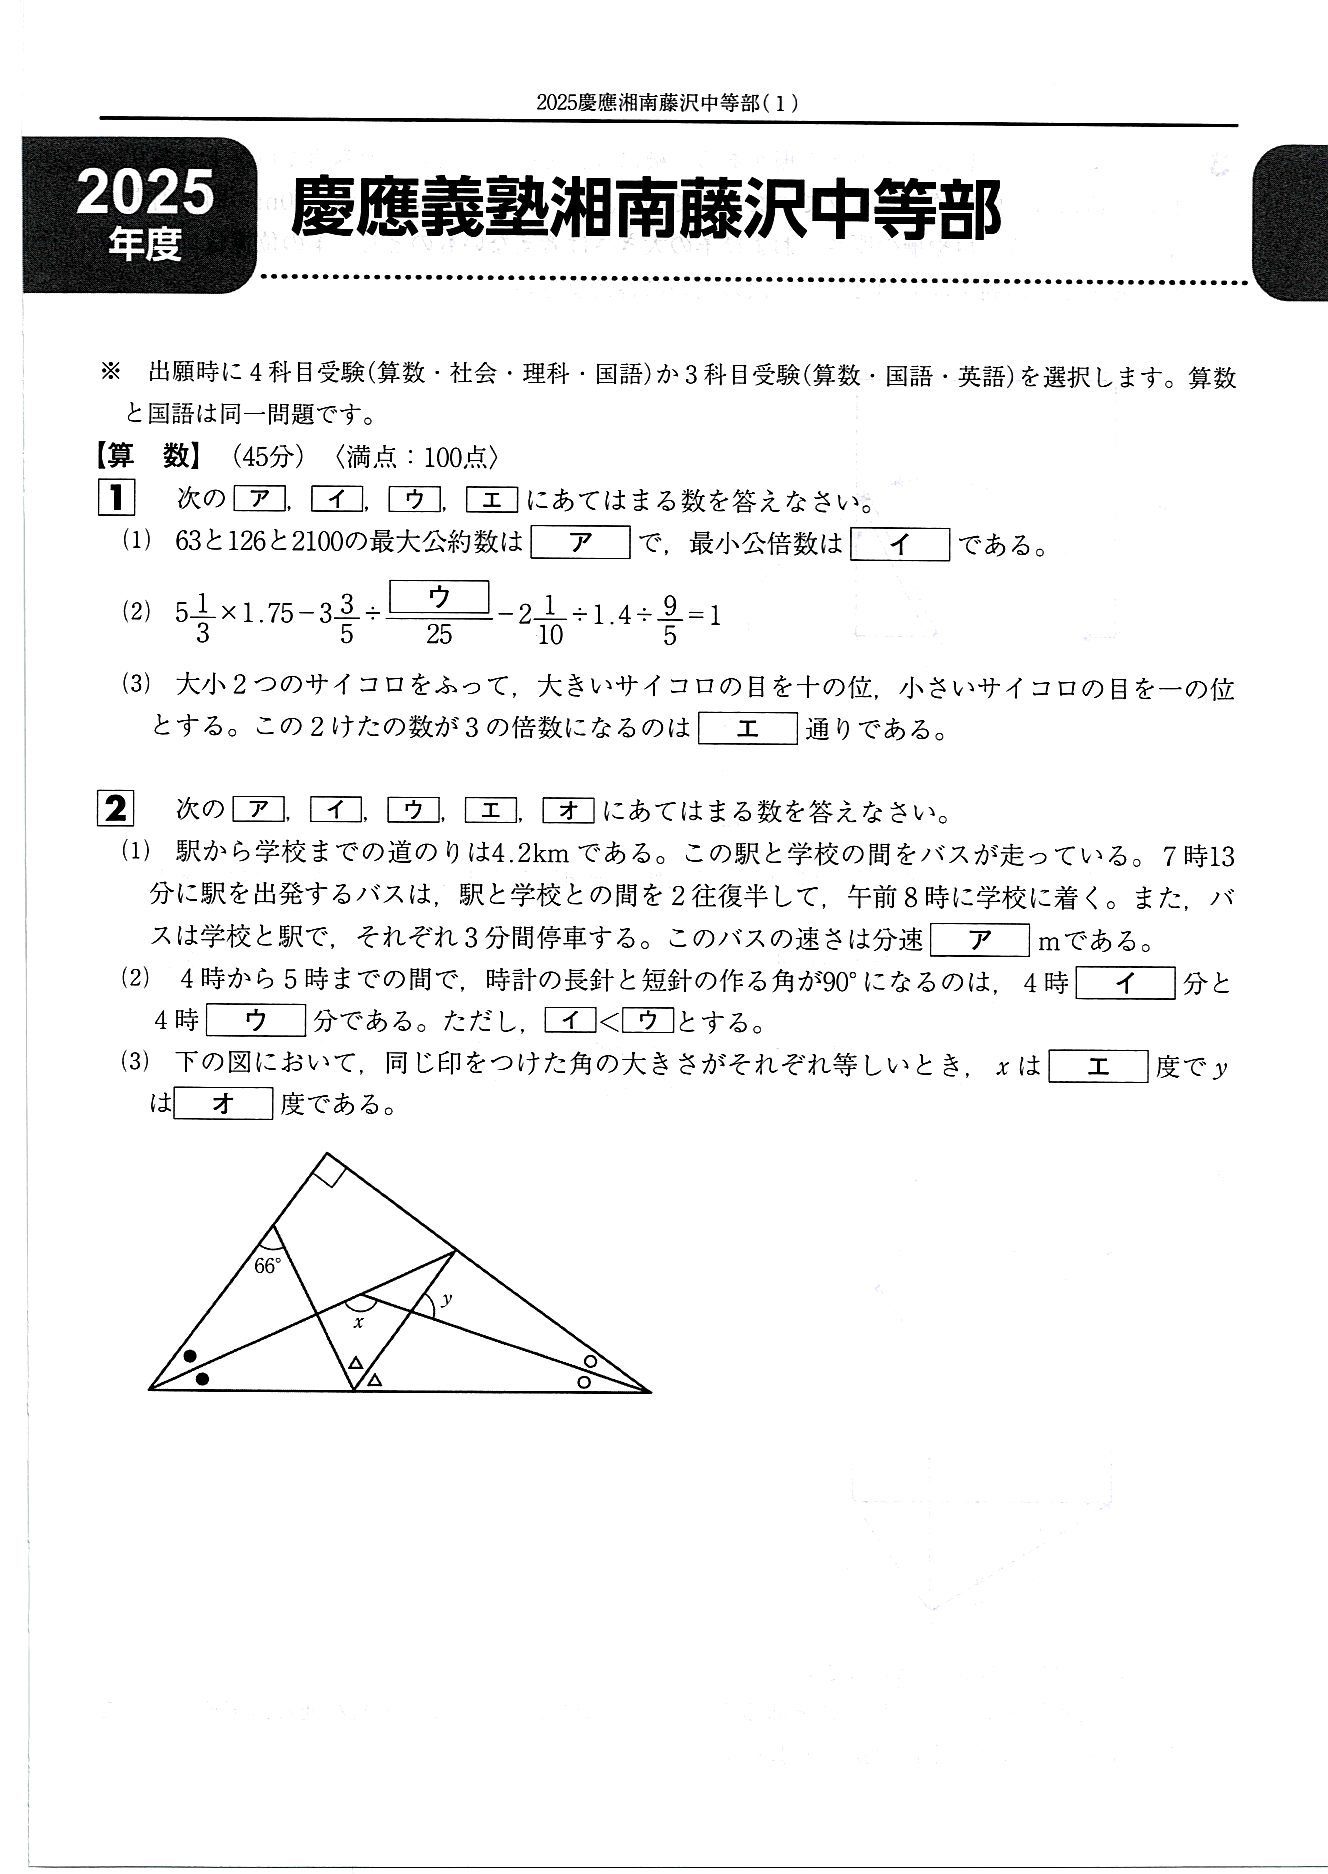 2025慶應湘南藤沢中等部(1)
2025
年度
慶應義塾湘南藤沢中等部
※ 出願時に4科目受験(算数・社会・理科・国語)か3科目受験(算数・国語・英語)を選択します。算数
と国語は同一問題です。
【算 数】 (45分) 〈満点：100点〉
1 次の ア , イ , ウ , エ にあてはまる数を答えなさい。
(1) 63と126と2100の最大公約数は ア で，最小公倍数は イ である。
(2) 5 1/3 × 1.75 − 3 3/5 ÷ ウ/25 − 2 1/10 ÷ 1.4 ÷ 9/5 = 1
(3) 大小2つのサイコロをふって，大きいサイコロの目を十の位，小さいサイコロの目を一の位
とする。この2けたの数が3の倍数になるのは エ 通りである。
2 次の ア , イ , ウ , エ , オ にあてはまる数を答えなさい。
(1) 駅から学校までの道のりは4.2kmである。この駅と学校の間をバスが走っている。7時13
分に駅を出発するバスは，駅と学校との間を2往復半して，午前8時に学校に着く。また，バ
スは学校と駅で，それぞれ3分間停車する。このバスの速さは分速 ア mである。
(2) 4時から5時までの間で，時計の長針と短針の作る角が90°になるのは，4時 イ 分と
4時 ウ 分である。ただし， イ < ウ とする。
(3) 下の図において，同じ印をつけた角の大きさがそれぞれ等しいとき，xは エ 度でy
は オ 度である。
66°
y
x